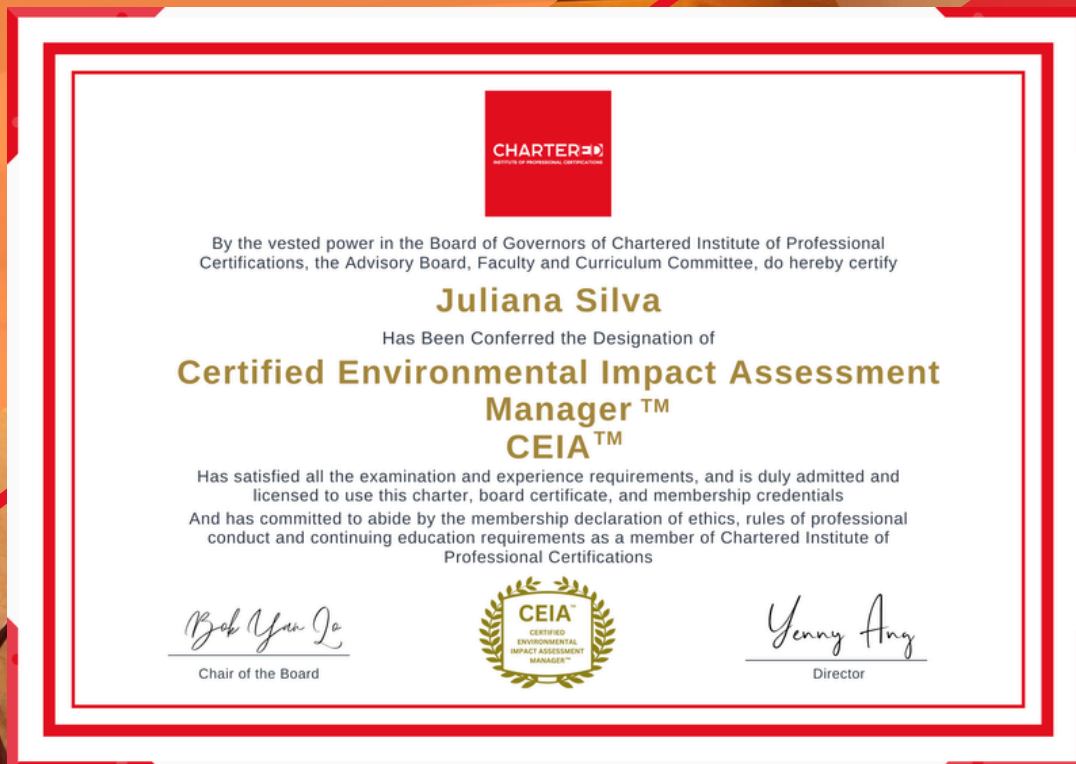 CHARTERED
INSTITUTE OF PROFESSIONAL CERTIFICATIONS
By the vested power in the Board of Governors of Chartered Institute of Professional
Certifications, the Advisory Board, Faculty and Curriculum Committee, do hereby certify
Juliana Silva
Has Been Conferred the Designation of
Certified Environmental Impact Assessment
Manager ™
CEIA™
Has satisfied all the examination and experience requirements, and is duly admitted and
licensed to use this charter, board certificate, and membership credentials
And has committed to abide by the membership declaration of ethics, rules of professional
conduct and continuing education requirements as a member of Chartered Institute of
Professional Certifications
Bok Yan Lo
Chair of the Board
CEIA™
CERTIFIED
ENVIRONMENTAL
IMPACT ASSESSMENT
MANAGER™
Yenny Ang
Director